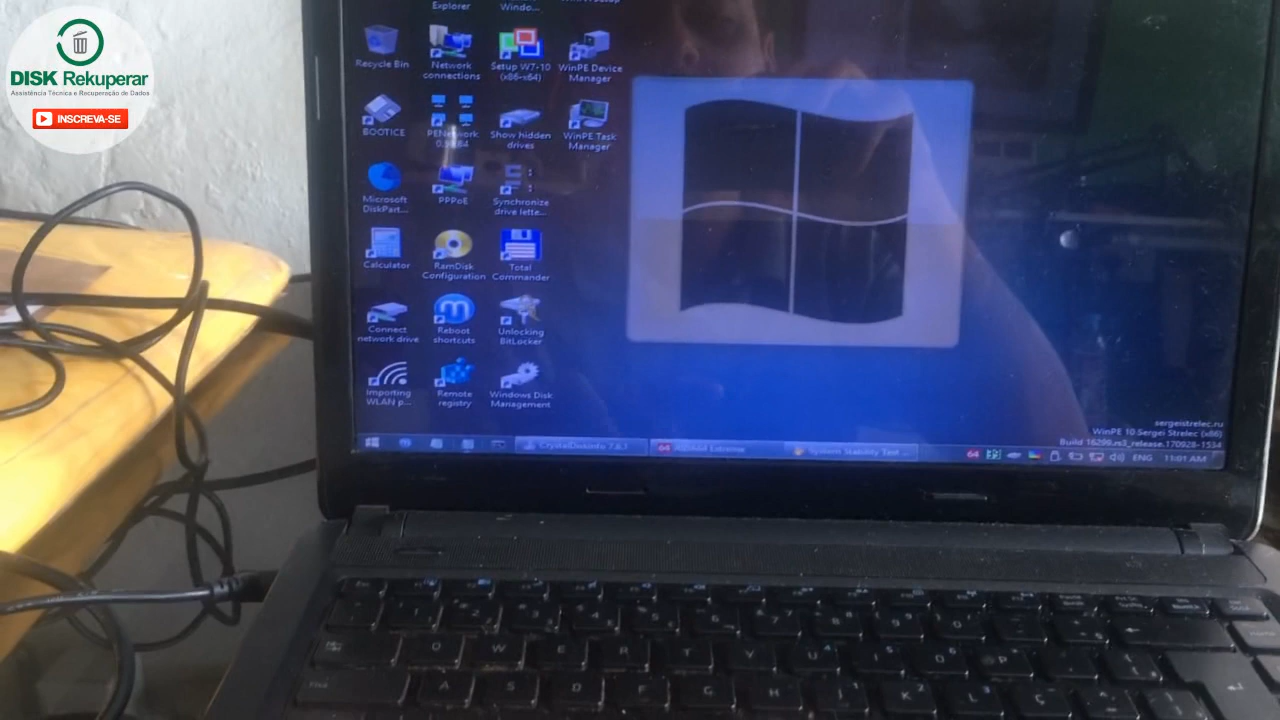 DISK Rekuperar
Assistência Técnica e Recuperação de Dados
INSCREVA-SE
Explorer
Windo...
Recycle Bin
Network
connections
Setup W7-10
(x86-x64)
WinPE Device
Manager
BOOTICE
PENetwork
Show hidden
drives
WinPE Task
Manager
Microsoft
DiskPart...
PPPoE
Synchronize
drive lette...
Calculator
RamDisk
Configuration
Total
Commander
Connect
network drive
Reboot
shortcuts
Unlocking
BitLocker
Importing
WLAN p...
Remote
registry
Windows Disk
Management
sergeistrelec.ru
WinPE 10 Sergei Strelec (x86)
Build 16299.rs3_release.170928-1534
CrystalDiskInfo 7.6.1
64 AIDA64 Extreme
System Stability Test ...
64
ENG
11:01 AM
Q W E R T Y U I O P
A S D F G H J K L Ç